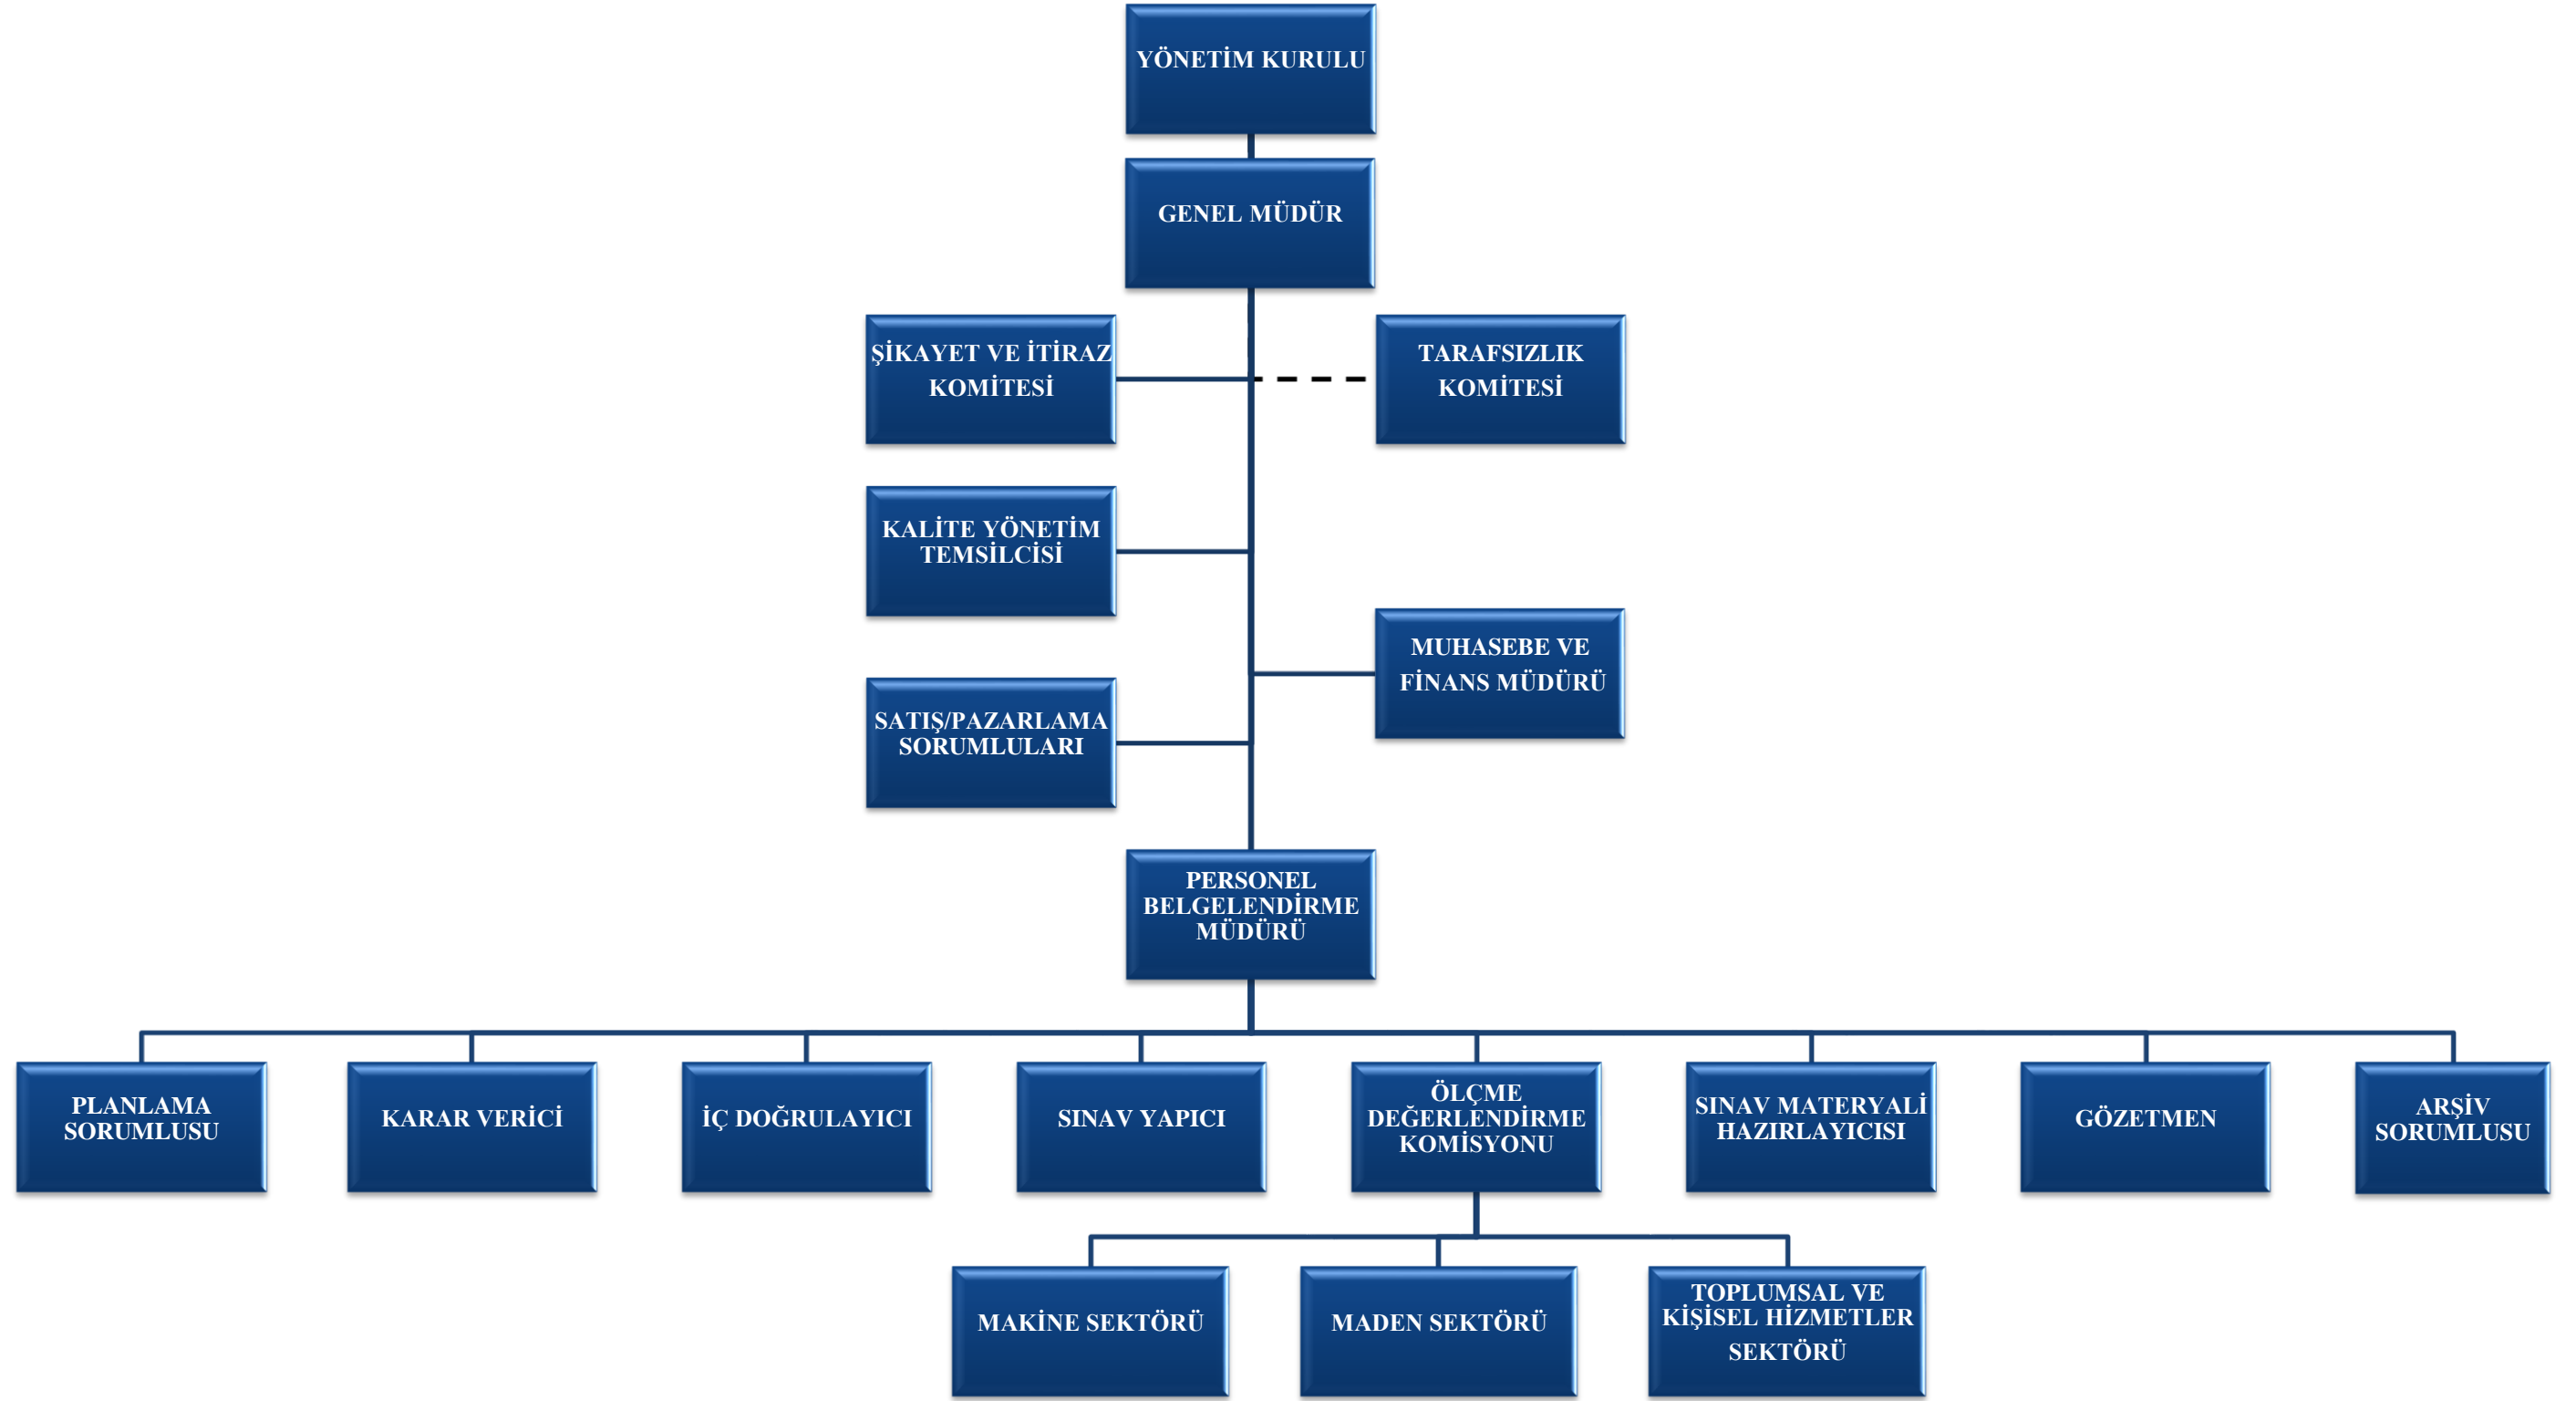 YÖNETİM KURULU
GENEL MÜDÜR
ŞİKAYET VE İTİRAZ
KOMİTESİ
TARAFSIZLIK
KOMİTESİ
KALİTE YÖNETİM
TEMSİLCİSİ
MUHASEBE VE
FİNANS MÜDÜRÜ
SATIŞ/PAZARLAMA
SORUMLULARI
PERSONEL
BELGELENDİRME
MÜDÜRÜ
PLANLAMA
SORUMLUSU
KARAR VERİCİ
İÇ DOĞRULAYICI
SINAV YAPICI
ÖLÇME
DEĞERLENDİRME
KOMİSYONU
SINAV MATERYALİ
HAZIRLAYICISI
GÖZETMEN
ARŞİV
SORUMLUSU
MAKİNE SEKTÖRÜ
MADEN SEKTÖRÜ
TOPLUMSAL VE
KİŞİSEL HİZMETLER
SEKTÖRÜ